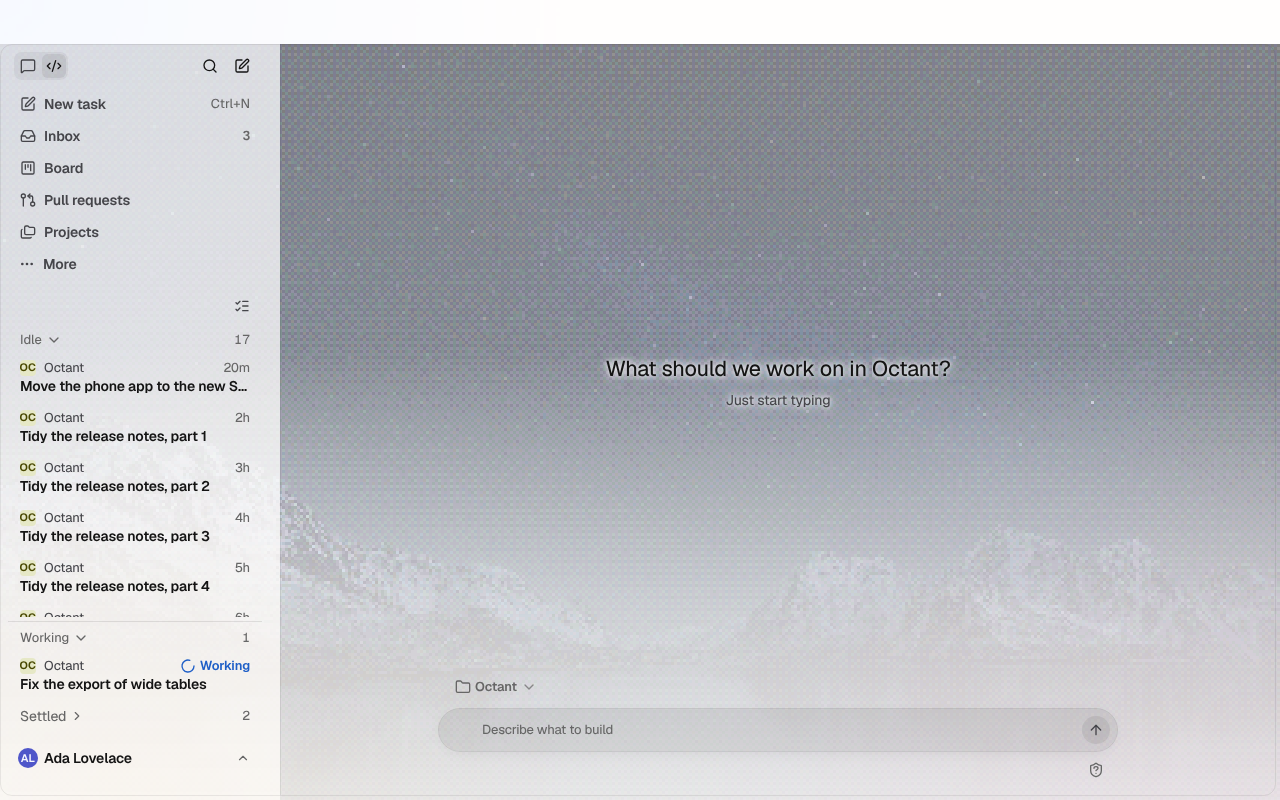 New task Ctrl+N
Inbox 3
Board
Pull requests
Projects
More
Idle 17
OC Octant 20m
Move the phone app to the new S...
OC Octant 2h
Tidy the release notes, part 1
OC Octant 3h
Tidy the release notes, part 2
OC Octant 4h
Tidy the release notes, part 3
OC Octant 5h
Tidy the release notes, part 4
OC Octant 6h
Working 1
OC Octant Working
Fix the export of wide tables
Settled 2
AL Ada Lovelace
What should we work on in Octant?
Just start typing
Octant
Describe what to build